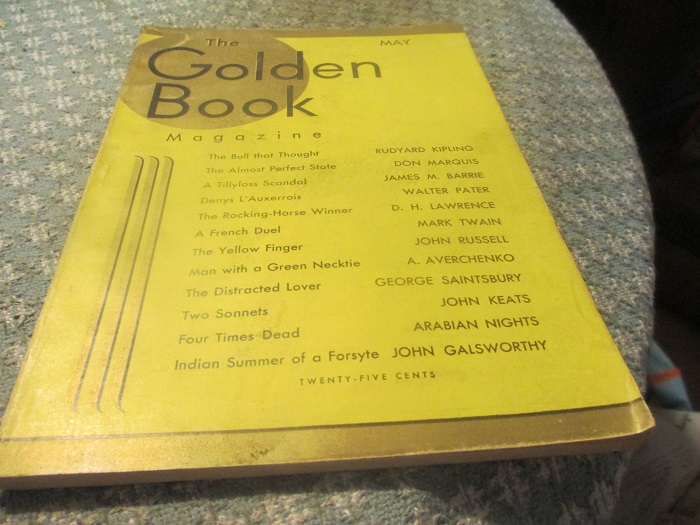 The
MAY
Golden
Book
Magazine
The Bull that Thought RUDYARD KIPLING
The Almost Perfect State DON MARQUIS
A Tillyloss Scandal JAMES M. BARRIE
Denys L'Auxerrois WALTER PATER
The Rocking-Horse Winner D. H. LAWRENCE
A French Duel MARK TWAIN
The Yellow Finger JOHN RUSSELL
Man with a Green Necktie A. AVERCHENKO
The Distracted Lover GEORGE SAINTSBURY
Two Sonnets JOHN KEATS
Four Times Dead ARABIAN NIGHTS
Indian Summer of a Forsyte JOHN GALSWORTHY
TWENTY-FIVE CENTS